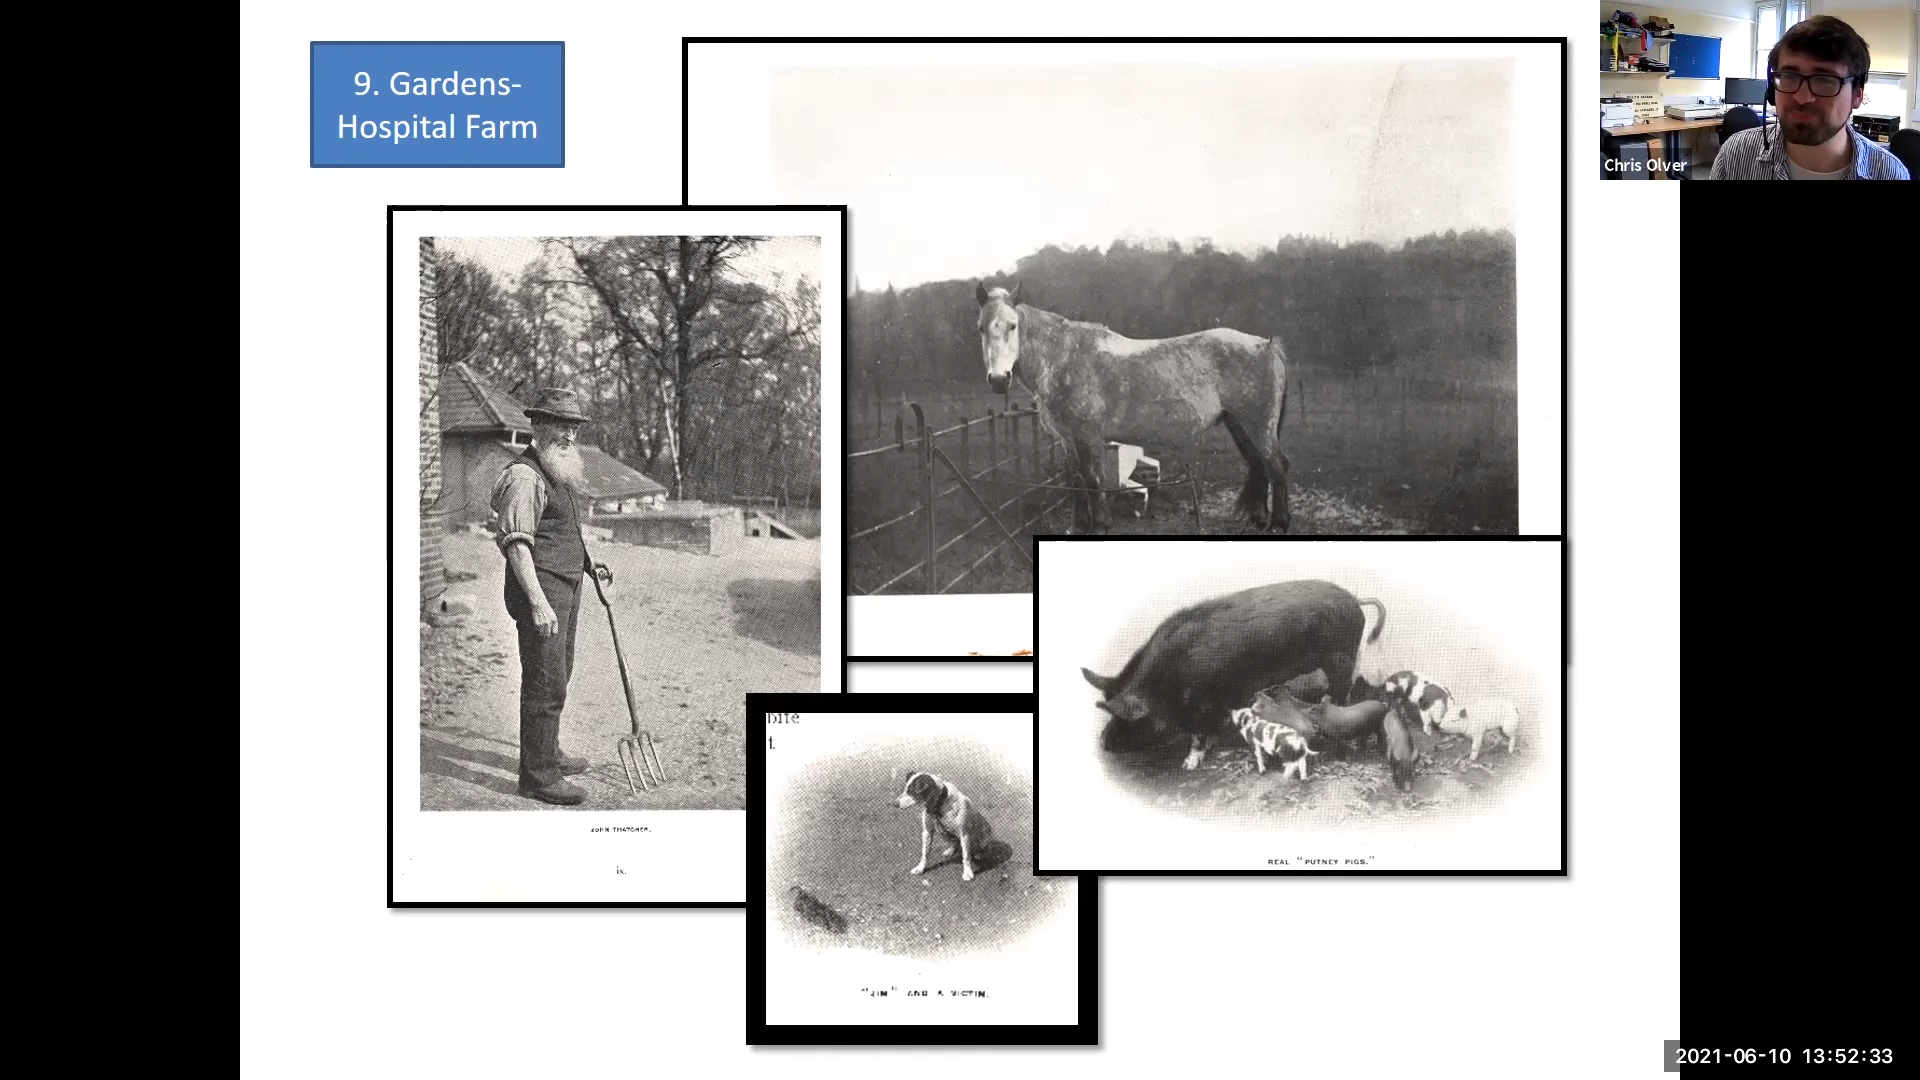 9. Gardens-
Hospital Farm
Chris Olver
JOHN THATCHER.
ix.
bite
t.
"JIM" AND A VICTIM.
REAL "PUTNEY PIGS."
2021-06-10 13:52:33